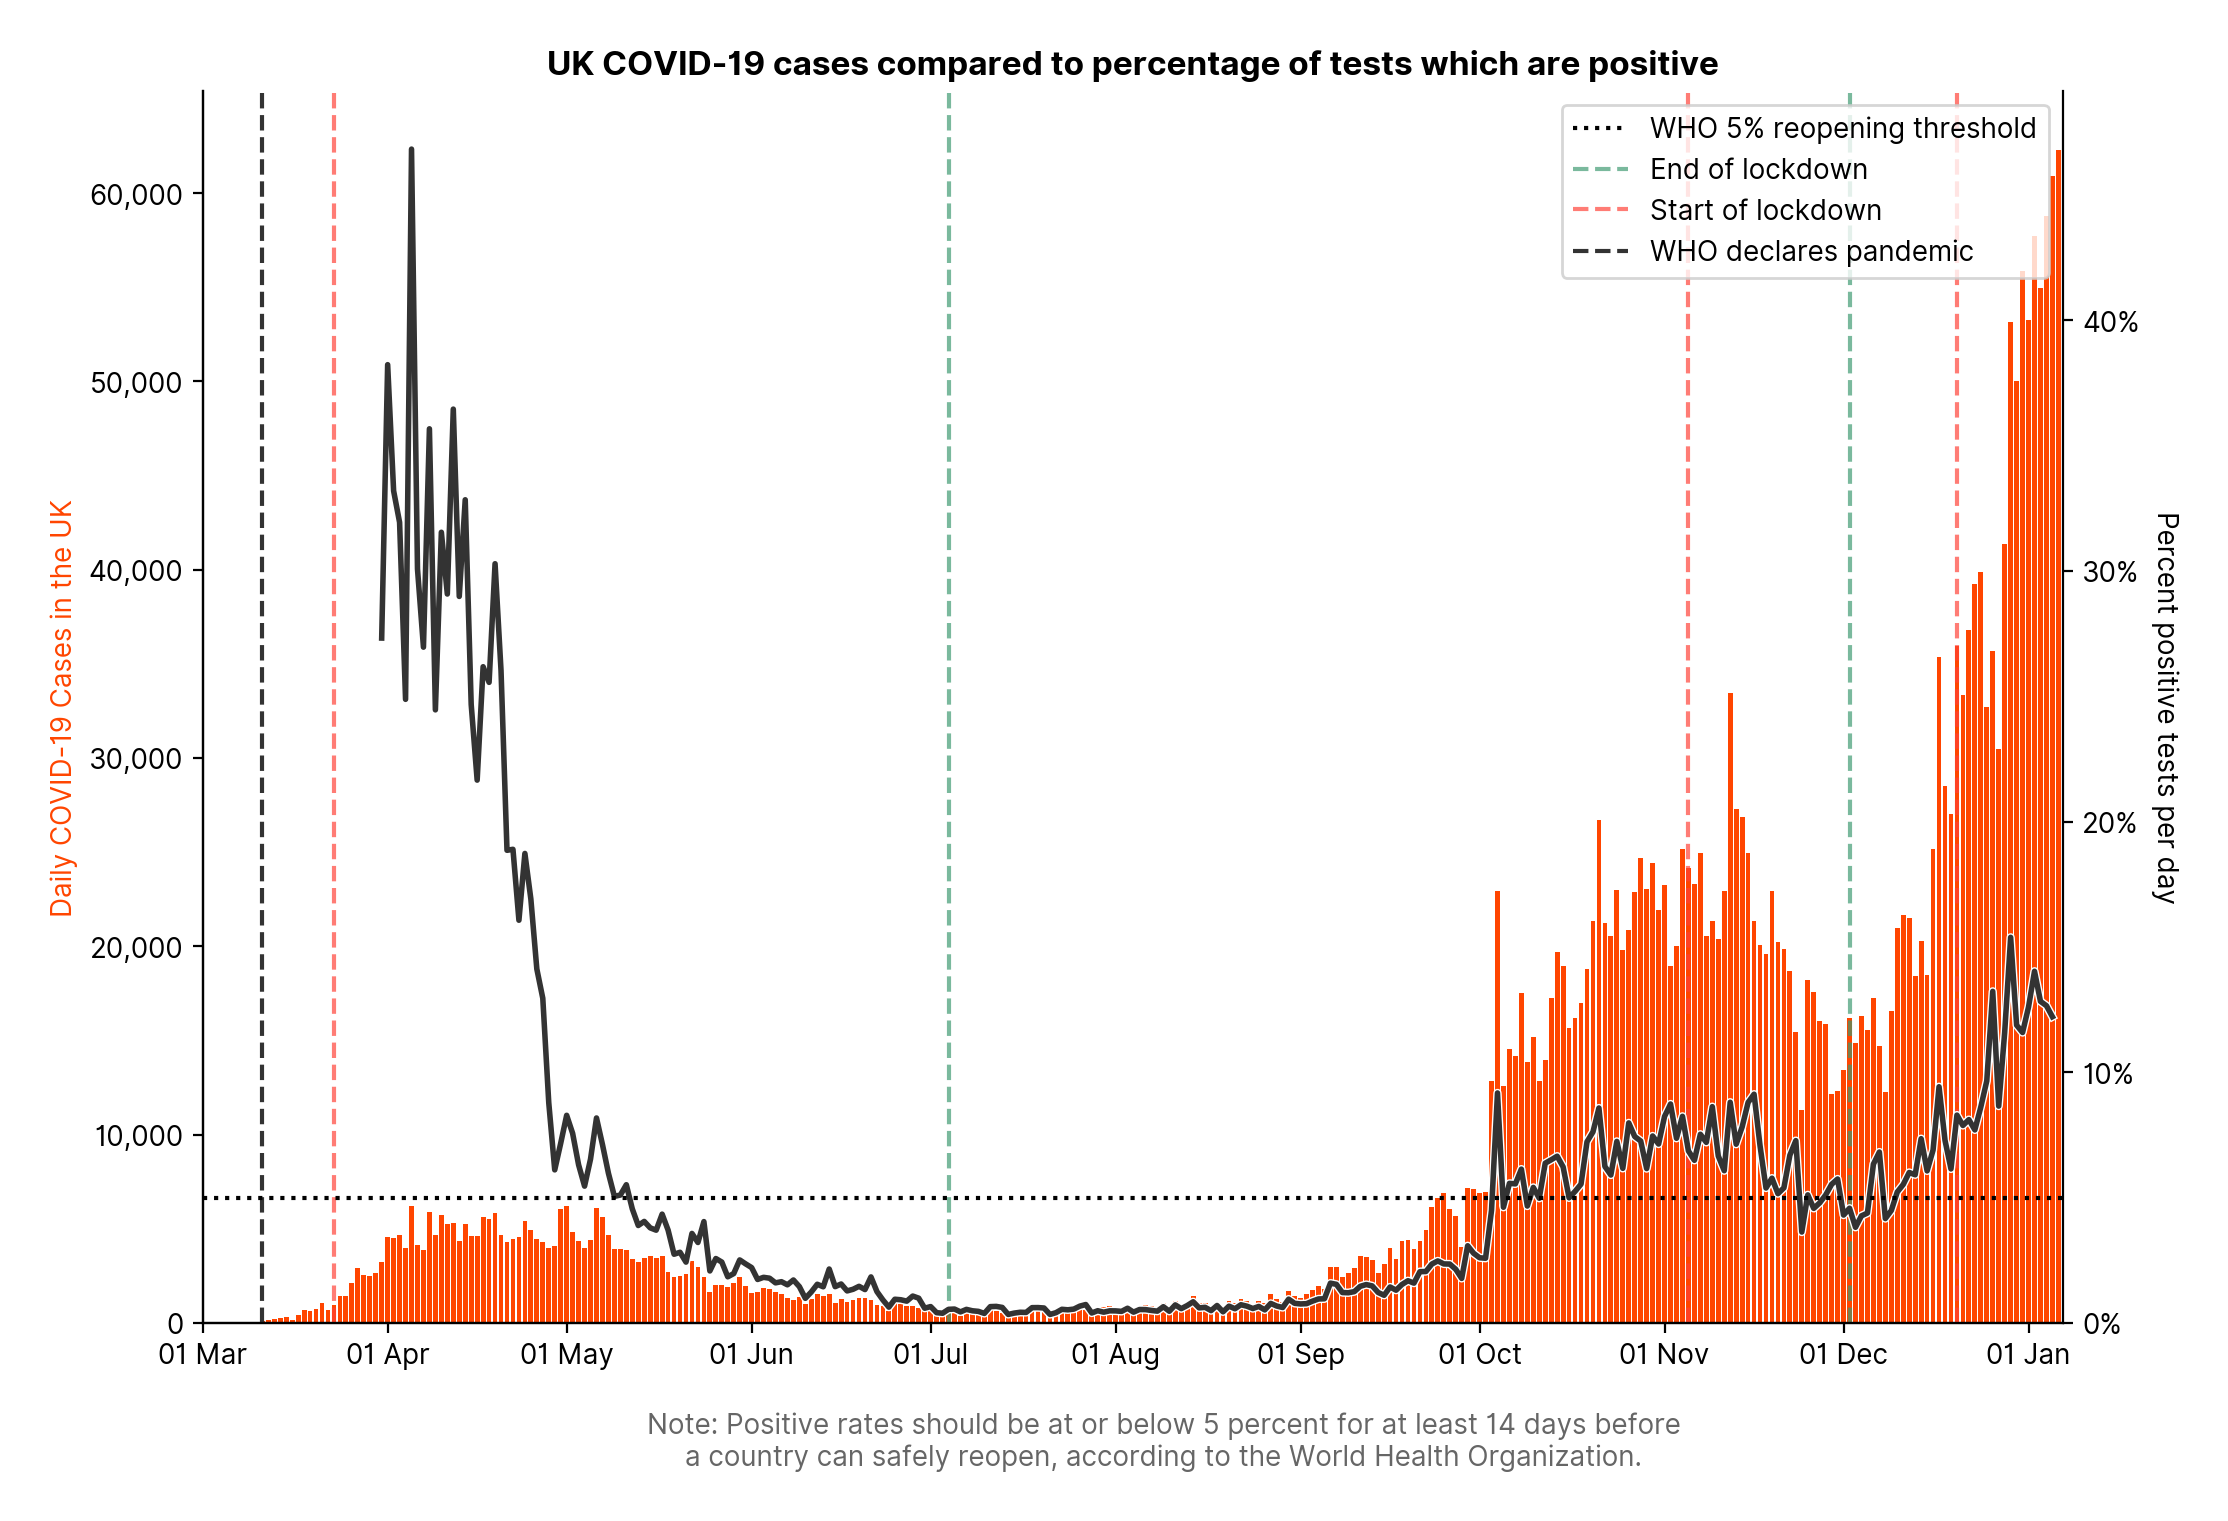 UK COVID-19 cases compared to percentage of tests which are positive
WHO 5% reopening threshold
End of lockdown
Start of lockdown
WHO declares pandemic
Daily COVID-19 Cases in the UK
60,000
50,000
40,000
30,000
20,000
10,000
0
40%
30%
20%
10%
0%
Percent positive tests per day
01 Mar
01 Apr
01 May
01 Jun
01 Jul
01 Aug
01 Sep
01 Oct
01 Nov
01 Dec
01 Jan
Note: Positive rates should be at or below 5 percent for at least 14 days before
a country can safely reopen, according to the World Health Organization.